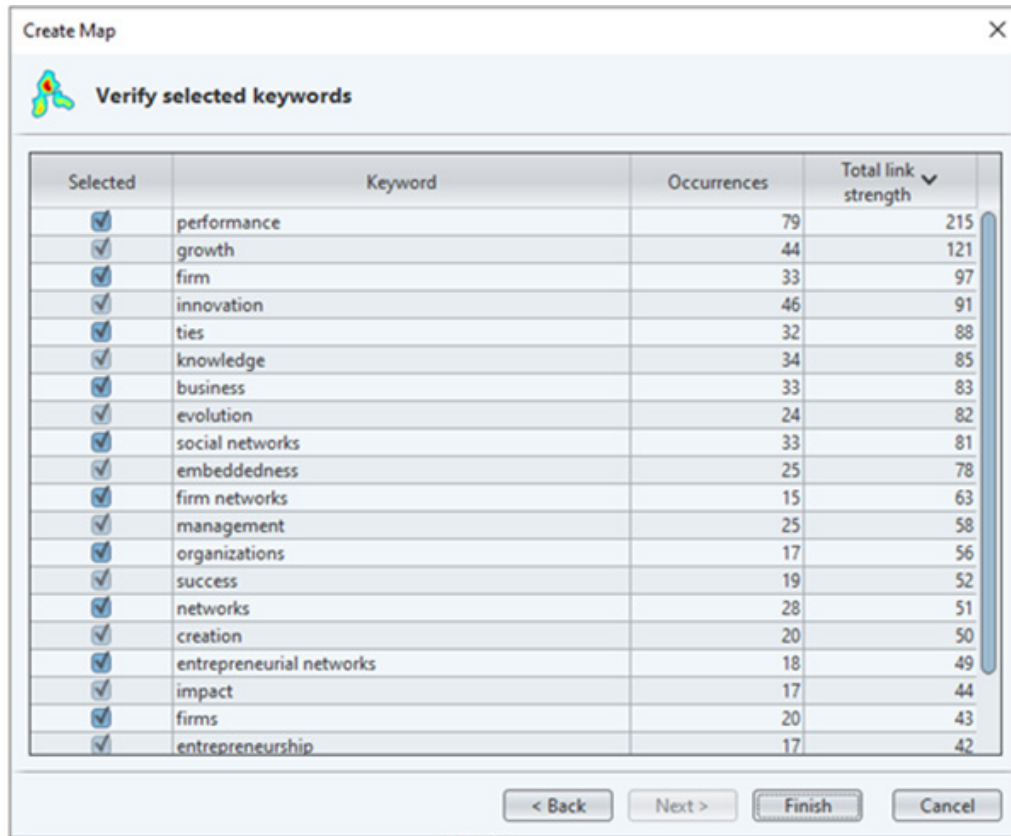 Create Map
Verify selected keywords
Selected Keyword Occurrences Total link strength
performance 79 215
growth 44 121
firm 33 97
innovation 46 91
ties 32 88
knowledge 34 85
business 33 83
evolution 24 82
social networks 33 81
embeddedness 25 78
firm networks 15 63
management 25 58
organizations 17 56
success 19 52
networks 28 51
creation 20 50
entrepreneurial networks 18 49
impact 17 44
firms 20 43
entrepreneurship 17 42
< Back Next > Finish Cancel